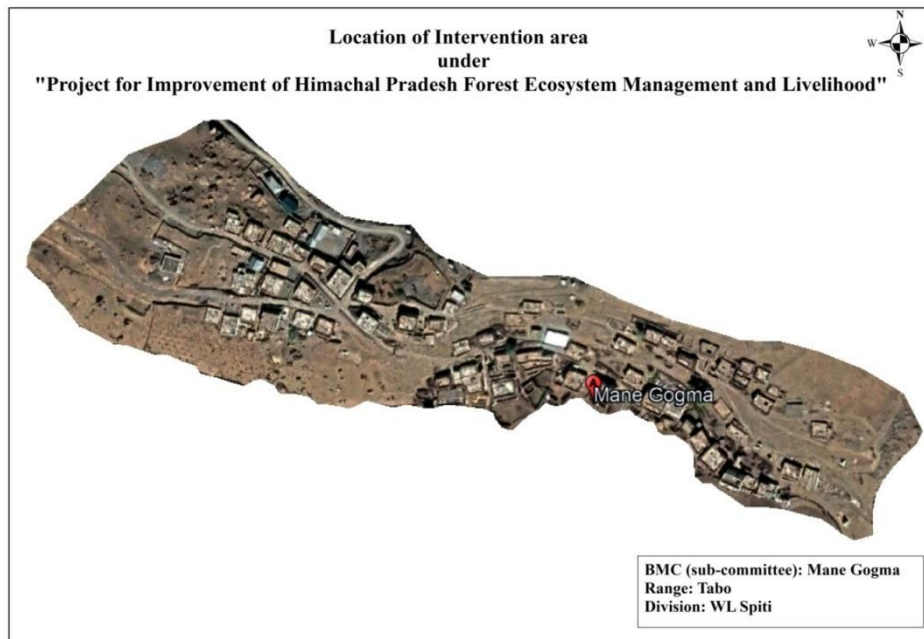 Location of Intervention area
under
"Project for Improvement of Himachal Pradesh Forest Ecosystem Management and Livelihood"
N
W
S
Mane Gogma
BMC (sub-committee): Mane Gogma
Range: Tabo
Division: WL Spiti